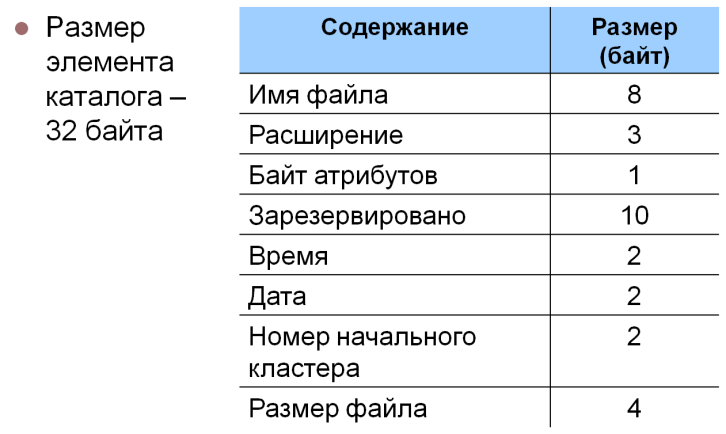 Размер
элемента
каталога –
32 байта
Содержание Размер
(байт)
Имя файла 8
Расширение 3
Байт атрибутов 1
Зарезервировано 10
Время 2
Дата 2
Номер начального 2
кластера
Размер файла 4